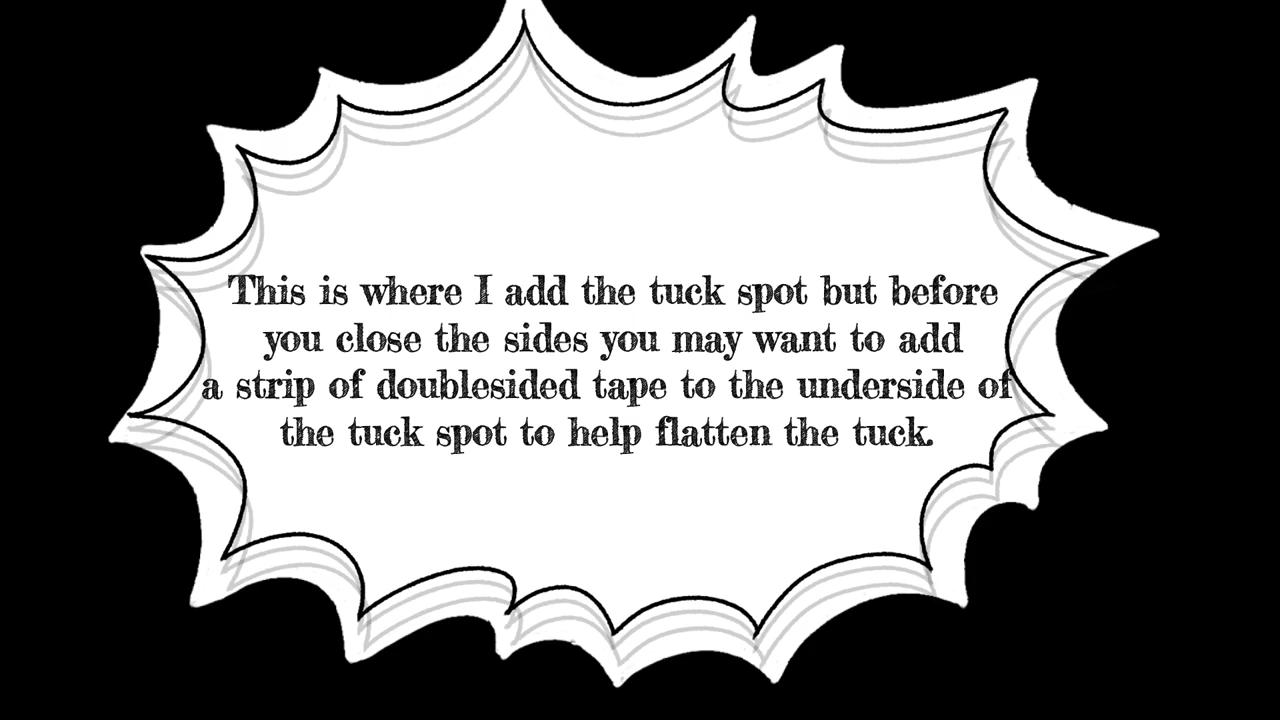 This is where I add the tuck spot but before
you close the sides you may want to add
a strip of doublesided tape to the underside of
the tuck spot to help flatten the tuck.